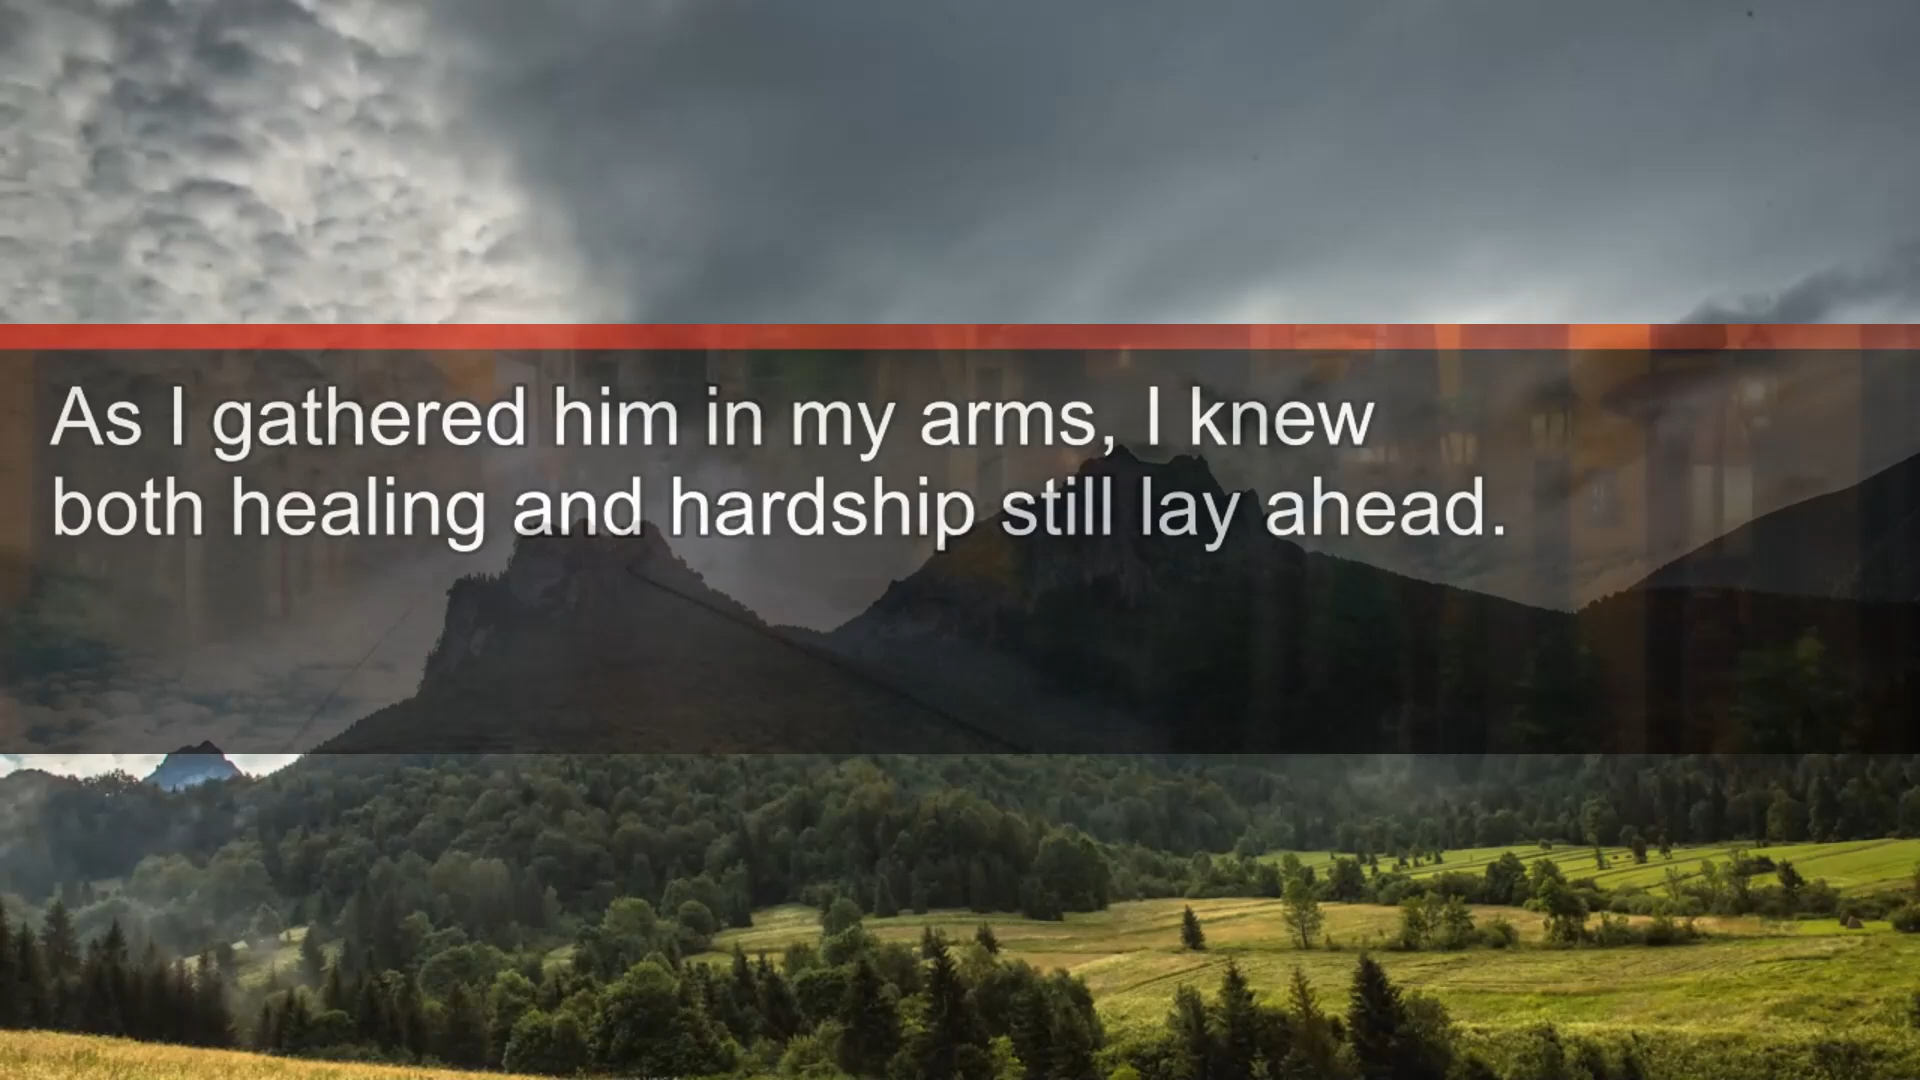 As I gathered him in my arms, I knew
both healing and hardship still lay ahead.